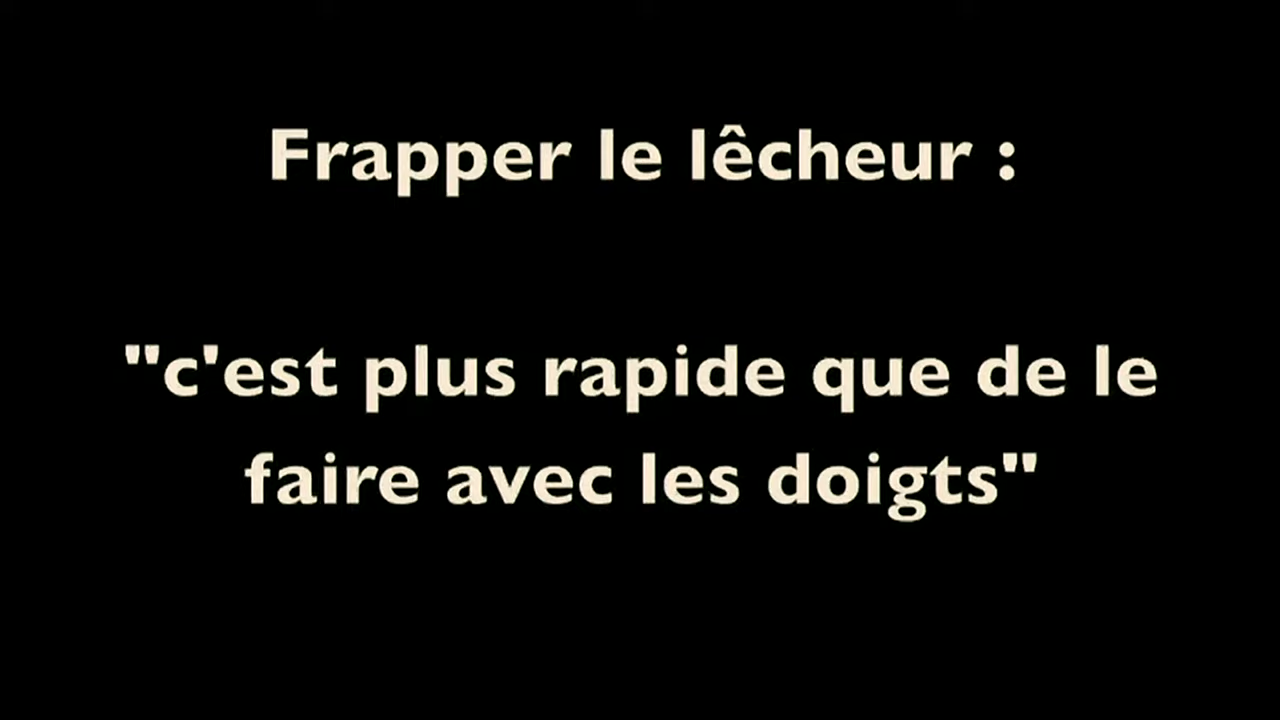 Frapper le lêcheur :
"c'est plus rapide que de le
faire avec les doigts"